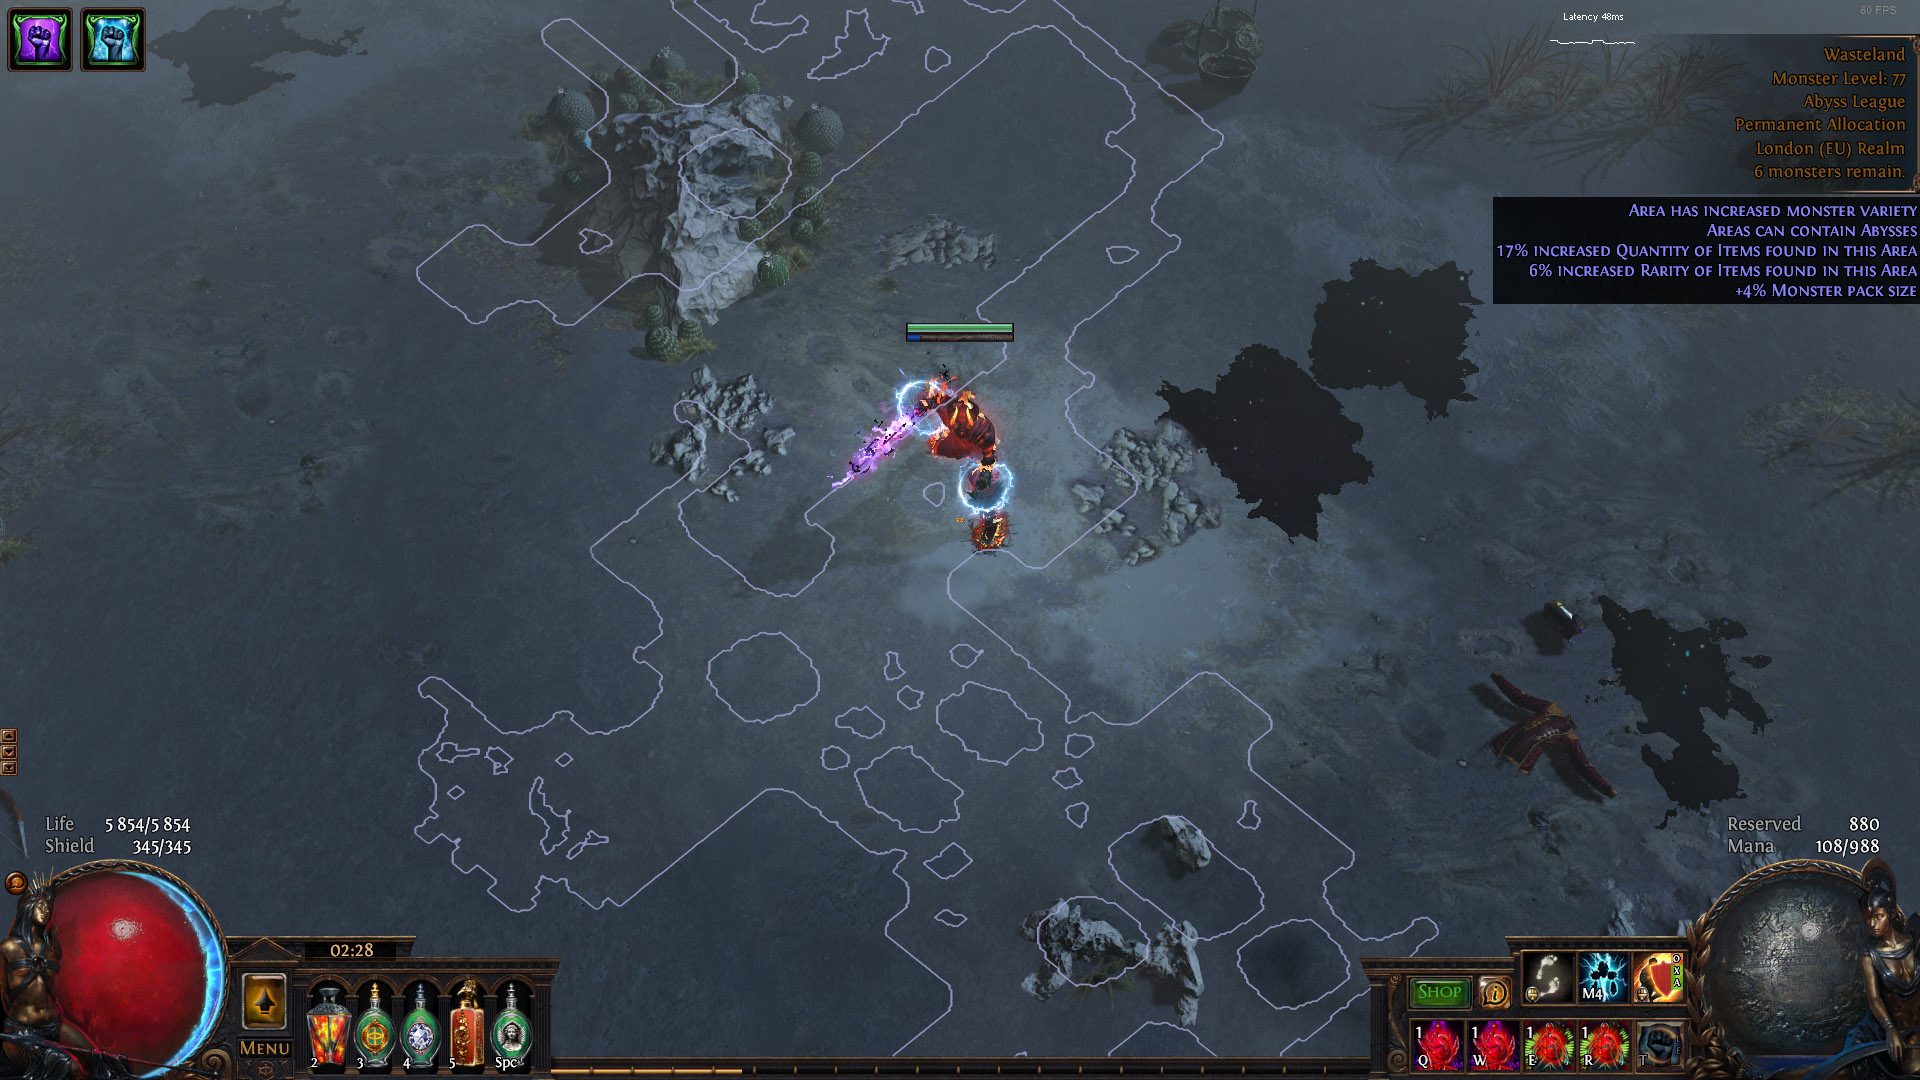 60 FPS
Latency 48ms
Wasteland
Monster Level: 77
Abyss League
Permanent Allocation
London (EU) Realm
6 monsters remain.
Area has increased monster variety
Areas can contain Abysses
17% increased Quantity of Items found in this Area
6% increased Rarity of Items found in this Area
+4% Monster pack size
Life 5 854/5 854
Shield 345/345
Reserved 880
Mana 108/988
02:28
Menu
2 3 4 5 Spc
Shop
M4
O
X
A
1 1 1 1
Q W E R T